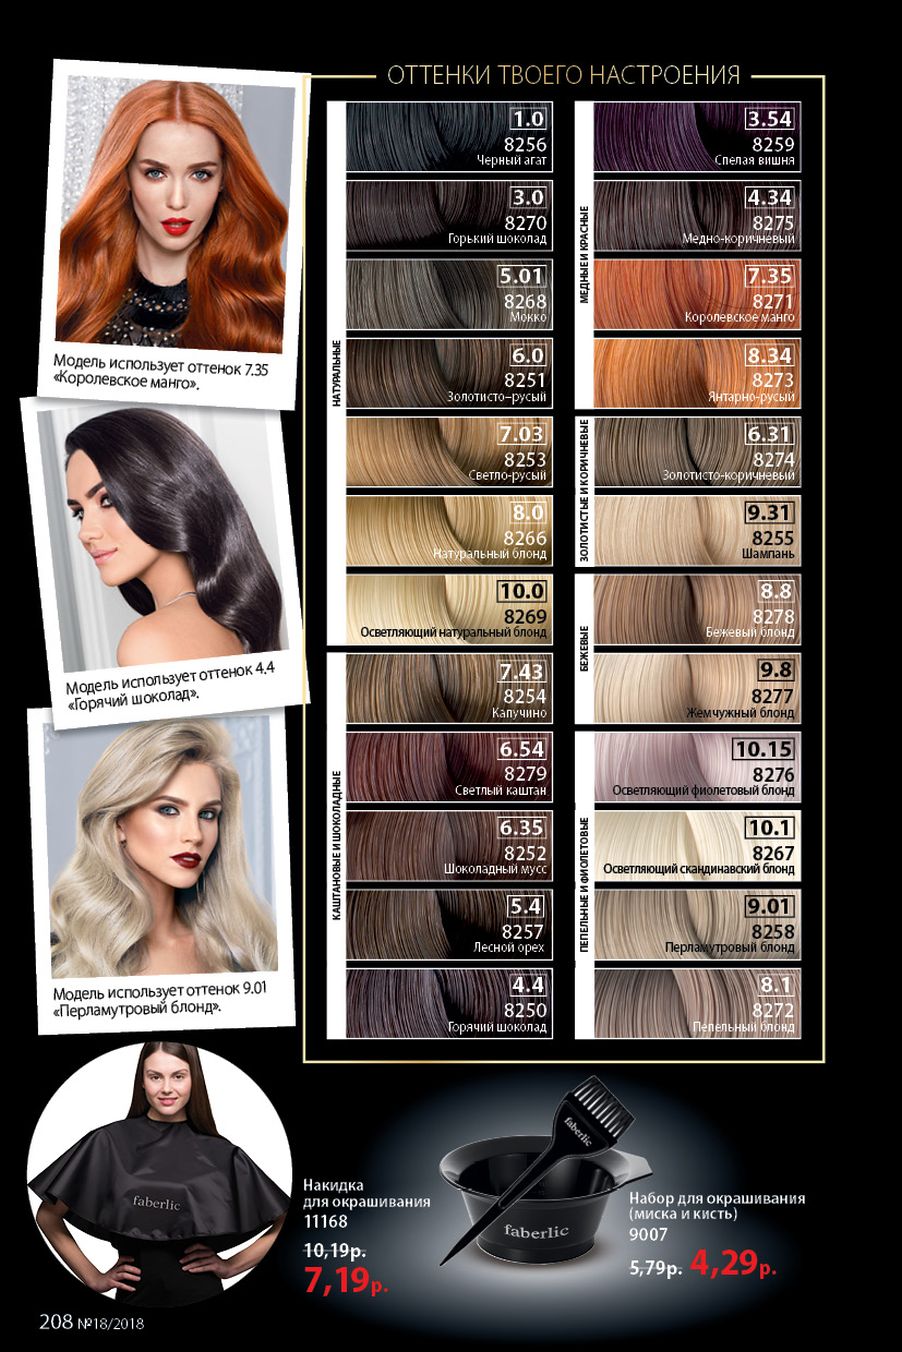 ОТТЕНКИ ТВОЕГО НАСТРОЕНИЯ
Модель использует оттенок 7.35
«Королевское манго».
Модель использует оттенок 4.4
«Горячий шоколад».
Модель использует оттенок 9.01
«Перламутровый блонд».
НАТУРАЛЬНЫЕ
1.0
8256
Черный агат
3.0
8270
Горький шоколад
5.01
8268
Мокко
6.0
8251
Золотисто–русый
7.03
8253
Светло-русый
8.0
8266
Натуральный блонд
10.0
8269
Осветляющий натуральный блонд
КАШТАНОВЫЕ И ШОКОЛАДНЫЕ
7.43
8254
Капучино
6.54
8279
Светлый каштан
6.35
8252
Шоколадный мусс
5.4
8257
Лесной орех
4.4
8250
Горячий шоколад
МЕДНЫЕ И КРАСНЫЕ
3.54
8259
Спелая вишня
4.34
8275
Медно-коричневый
7.35
8271
Королевское манго
8.34
8273
Янтарно-русый
ЗОЛОТИСТЫЕ И КОРИЧНЕВЫЕ
6.31
8274
Золотисто-коричневый
9.31
8255
Шампань
БЕЖЕВЫЕ
8.8
8278
Бежевый блонд
9.8
8277
Жемчужный блонд
ПЕПЕЛЬНЫЕ И ФИОЛЕТОВЫЕ
10.15
8276
Осветляющий фиолетовый блонд
10.1
8267
Осветляющий скандинавский блонд
9.01
8258
Перламутровый блонд
8.1
8272
Пепельный блонд
faberlic
Накидка
для окрашивания
11168
10,19р.
7,19р.
faberlic
faberlic
Набор для окрашивания
(миска и кисть)
9007
5,79р. 4,29р.
208 №18/2018